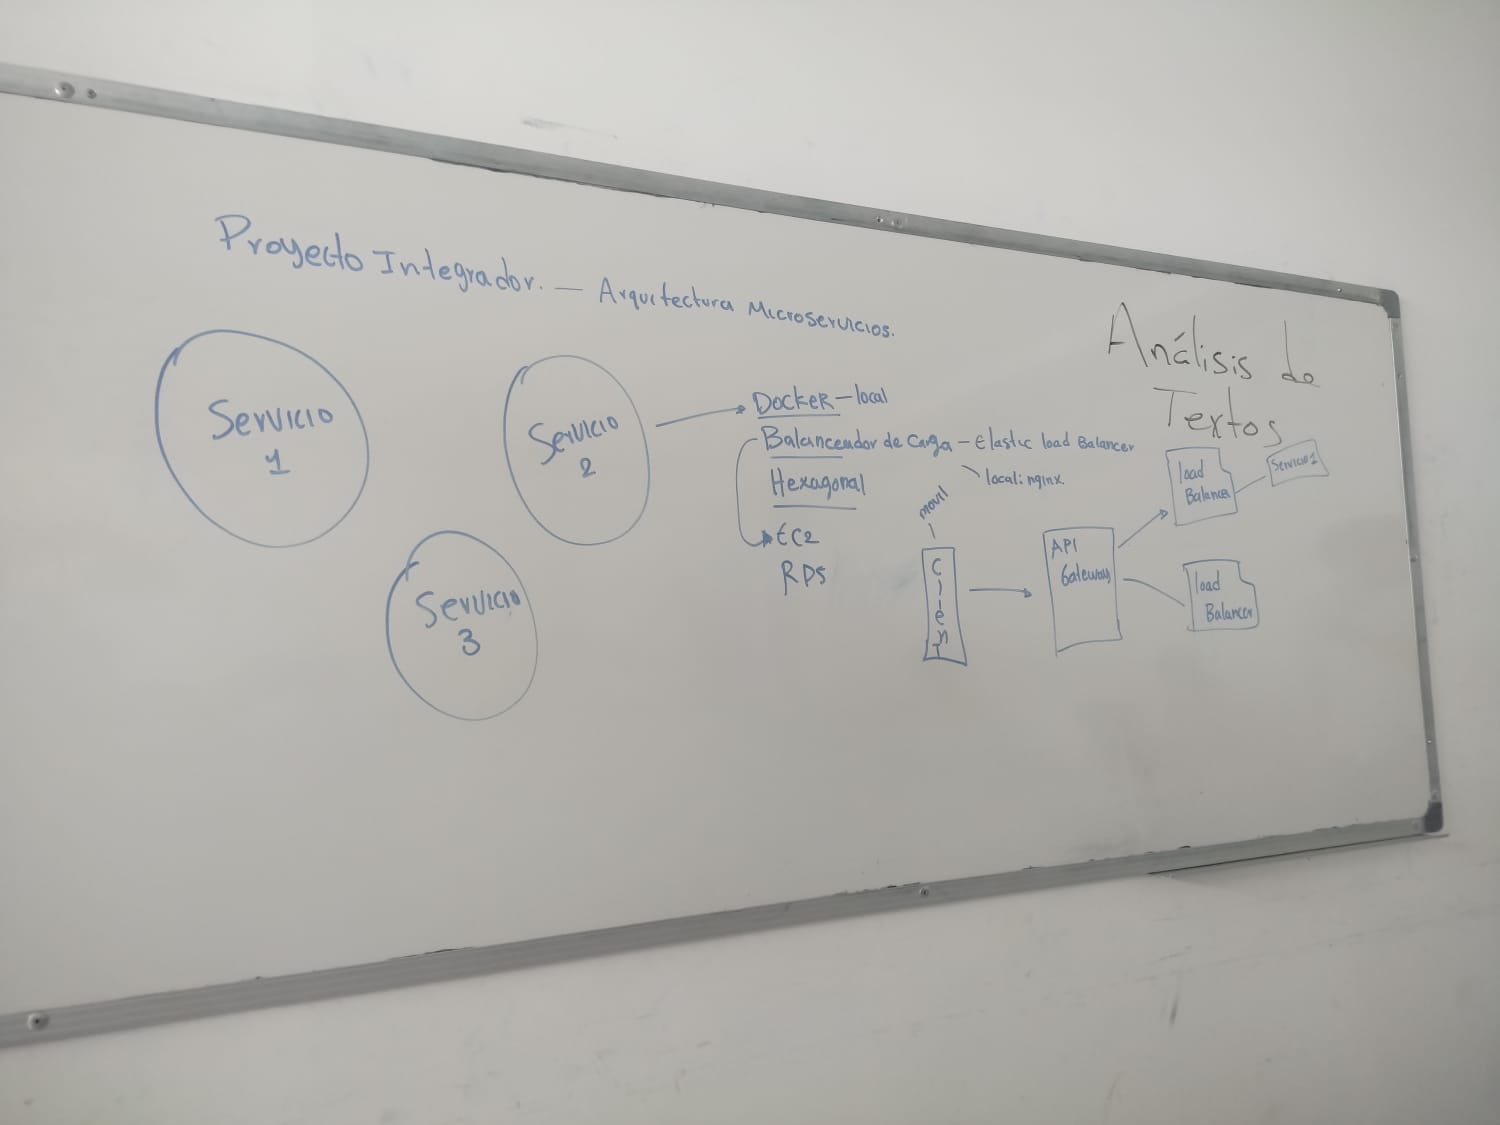 Proyecto Integrador. — Arquitectura Microservicios.
Análisis de
Textos
Servicio
1
Servicio
2
Servicio
3
Docker - local
Balanceador de Carga - Elastic load Balancer
local: nginx.
Hexagonal
EC2
RDS
movil
Client
API
Gateway
load
Balancer
Servicio 1
load
Balancer